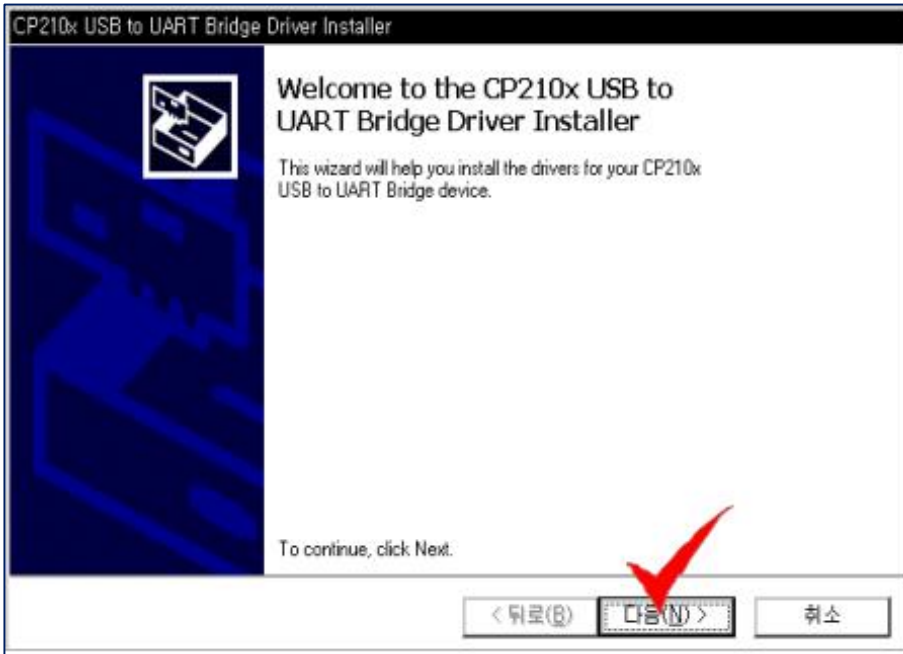 CP210x USB to UART Bridge Driver Installer
Welcome to the CP210x USB to
UART Bridge Driver Installer
This wizard will help you install the drivers for your CP210x
USB to UART Bridge device.
To continue, click Next.
< 뒤로(B)
다음(N) >
취소